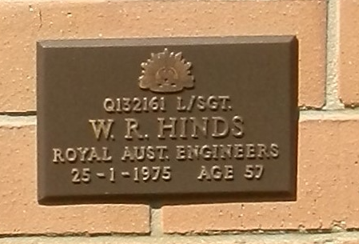 Q132161 L/SGT.
W. R. HINDS
ROYAL AUST. ENGINEERS
25-1-1975 AGE 57